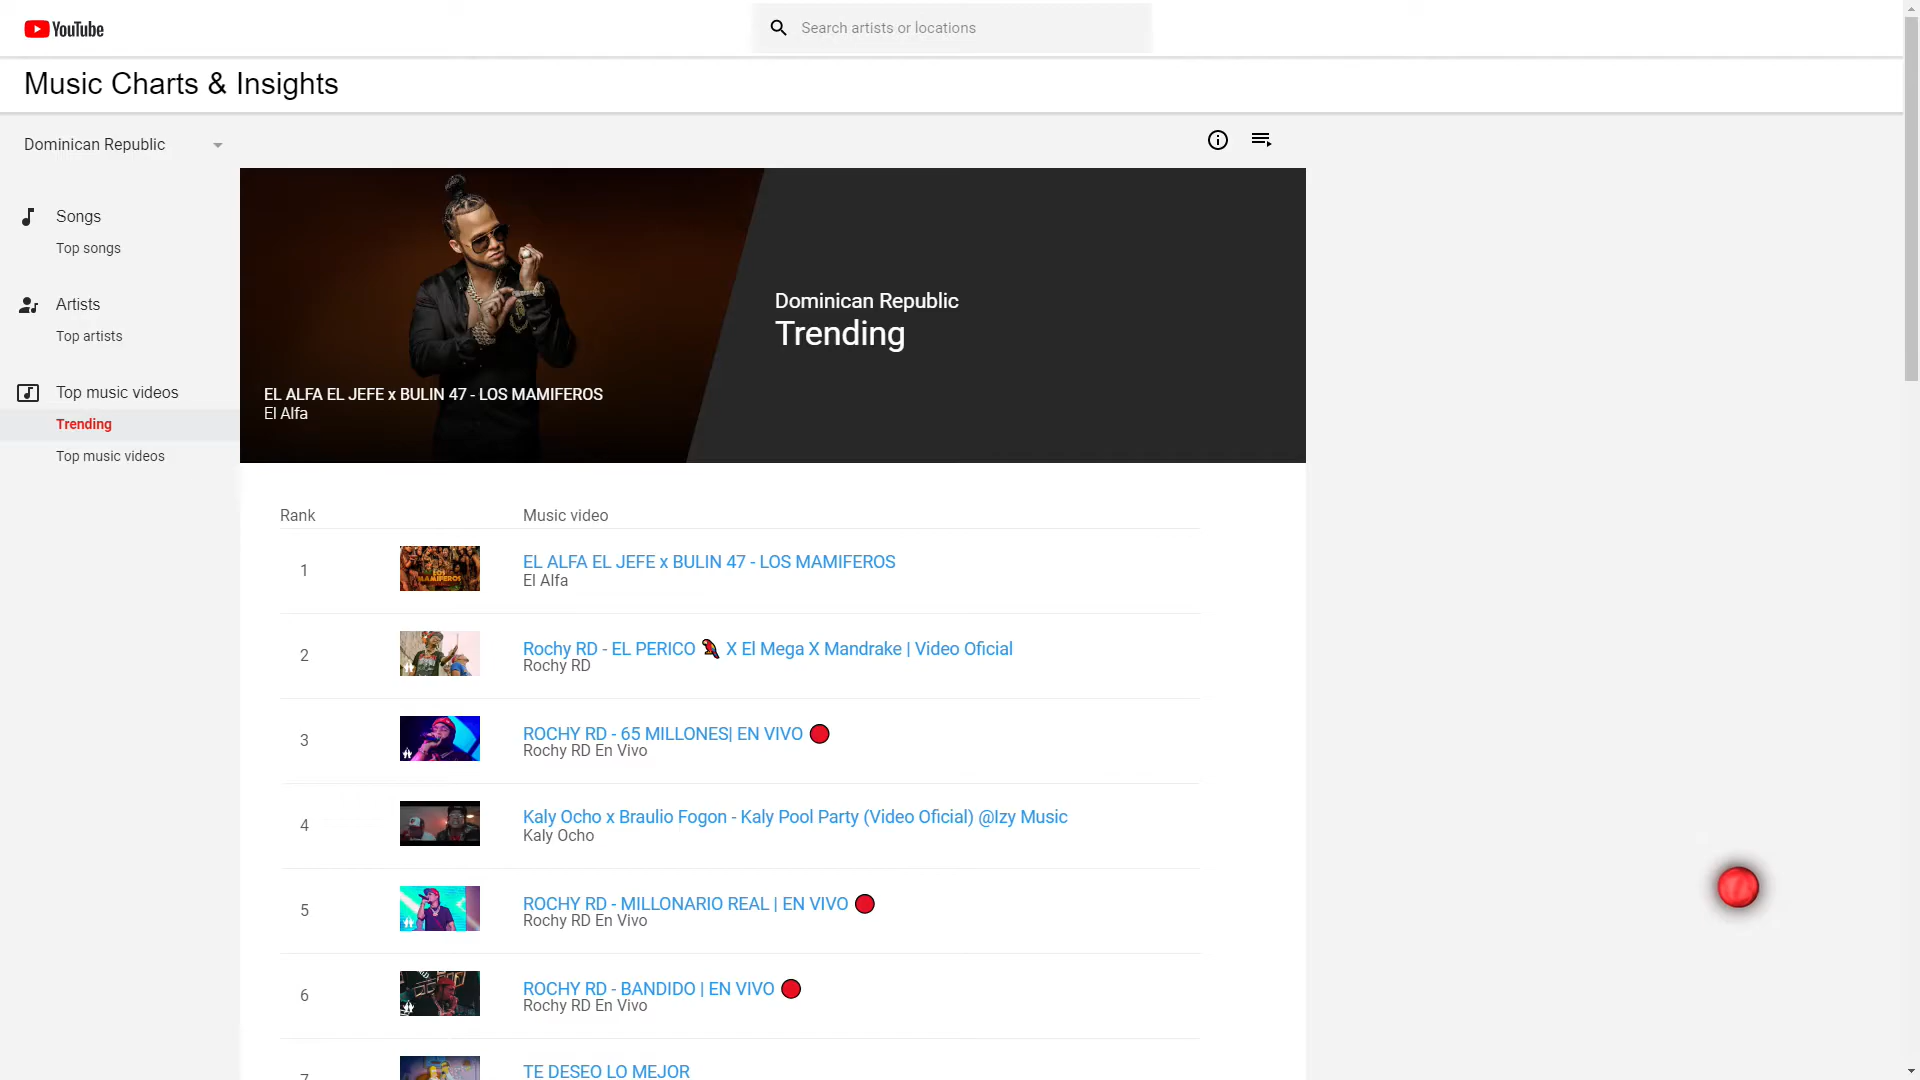 YouTube
Search artists or locations
Music Charts & Insights
Dominican Republic
Songs
Top songs
Artists
Top artists
Top music videos
Trending
Top music videos
Dominican Republic
Trending
EL ALFA EL JEFE x BULIN 47 - LOS MAMIFEROS
El Alfa
Rank
Music video
1
LOS MAMIFEROS
EL ALFA EL JEFE x BULIN 47 - LOS MAMIFEROS
El Alfa
2
Rochy RD - EL PERICO 🦜 X El Mega X Mandrake | Video Oficial
Rochy RD
3
ROCHY RD - 65 MILLONES| EN VIVO 🔴
Rochy RD En Vivo
4
Kaly Ocho x Braulio Fogon - Kaly Pool Party (Video Oficial) @Izy Music
Kaly Ocho
5
ROCHY RD - MILLONARIO REAL | EN VIVO 🔴
Rochy RD En Vivo
6
ROCHY RD - BANDIDO | EN VIVO 🔴
Rochy RD En Vivo
7
TE DESEO LO MEJOR